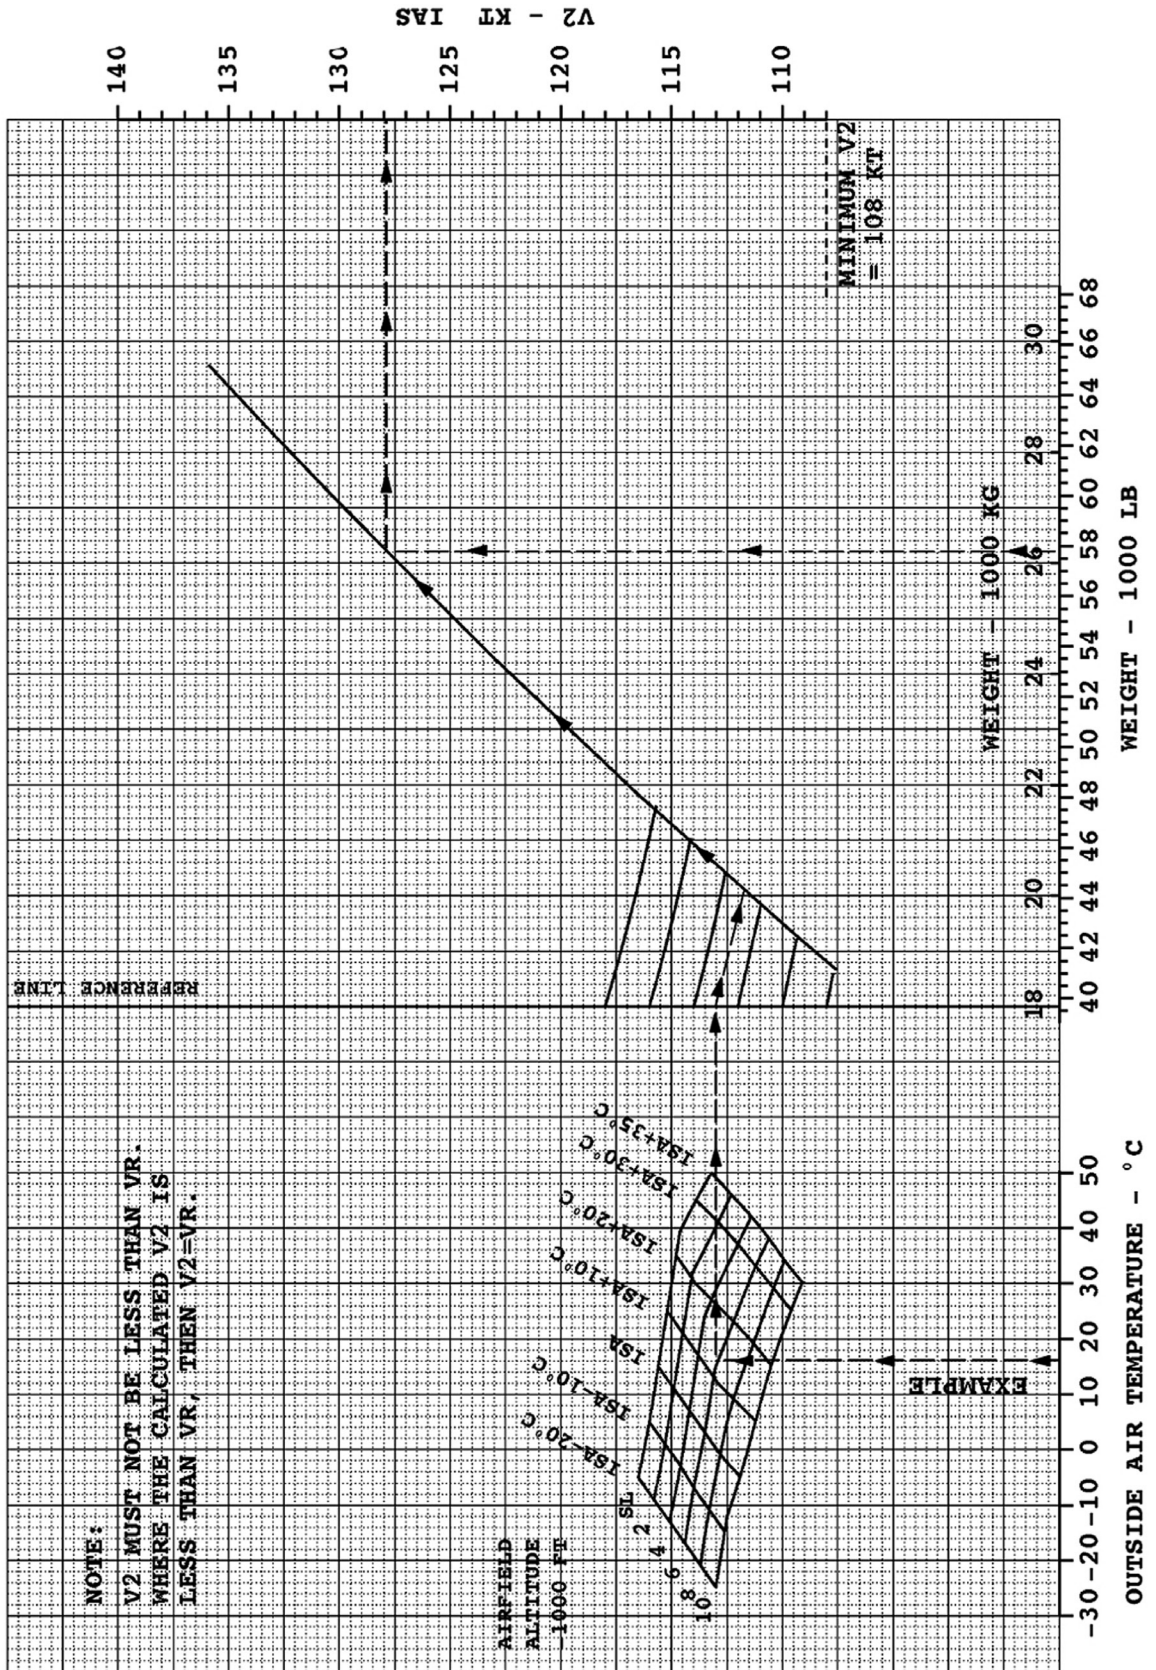 NOTE:
V2 MUST NOT BE LESS THAN VR.
WHERE THE CALCULATED V2 IS
LESS THAN VR, THEN V2=VR.
REFERENCE LINE
V2 - KT IAS
140
135
130
125
120
115
110
MINIMUM V2
= 108 KT
AIRFIELD
ALTITUDE
-1000 FT
SL
2
4
6
8
10
ISA-20°C
ISA-10°C
ISA
ISA+10°C
ISA+20°C
ISA+30°C
ISA+35°C
EXAMPLE
-30 -20 -10 0 10 20 30 40 50
OUTSIDE AIR TEMPERATURE - °C
WEIGHT - 1000 KG
18 20 22 24 26 28 30
40 42 44 46 48 50 52 54 56 58 60 62 64 66 68
WEIGHT - 1000 LB